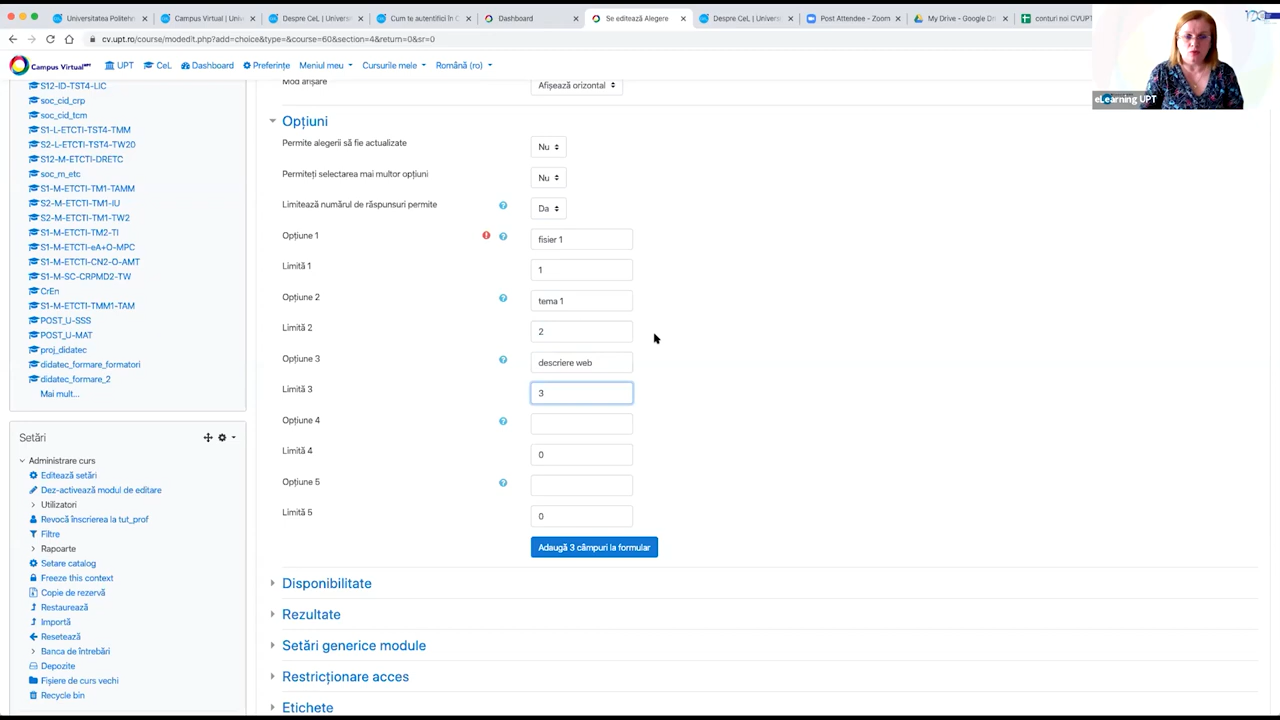 Universitatea Politehn
Campus Virtual | Univ
Despre CeL | Universi
Cum te autentifici în C
Dashboard
Se editează Alegere
Despre CeL | Universi
Post Attendee - Zoom
My Drive - Google Dr
conturi noi CVUPT
cv.upt.ro/course/modedit.php?add=choice&type=&course=60&section=4&return=0&sr=0
Campus Virtual UPT
UPT
CeL
Dashboard
Preferințe
Meniul meu
Cursurile mele
Română (ro)
eLearning UPT
S12-ID-TST4-LIC
soc_cid_crp
soc_cid_tcm
S1-L-ETCTI-TST4-TMM
S2-L-ETCTI-TST4-TW20
S12-M-ETCTI-DRETC
soc_m_etc
S1-M-ETCTI-TM1-TAMM
S2-M-ETCTI-TM1-IU
S2-M-ETCTI-TM1-TW2
S1-M-ETCTI-TM2-TI
S1-M-ETCTI-eA+O-MPC
S1-M-ETCTI-CN2-O-AMT
S1-M-SC-CRPMD2-TW
CrEn
S1-M-ETCTI-TMM1-TAM
POST_U-SSS
POST_U-MAT
proj_didatec
didatec_formare_formatori
didatec_formare_2
Mai mult...
Setări
Administrare curs
Editează setări
Dez-activează modul de editare
Utilizatori
Revocă înscrierea la tut_prof
Filtre
Rapoarte
Setare catalog
Freeze this context
Copie de rezervă
Restaurează
Importă
Resetează
Banca de întrebări
Depozite
Fișiere de curs vechi
Recycle bin
Mod afișare
Afișează orizontal
Opțiuni
Permite alegerii să fie actualizate
Nu
Permiteți selectarea mai multor opțiuni
Nu
Limitează numărul de răspunsuri permite
Da
Opțiune 1
fisier 1
Limită 1
1
Opțiune 2
tema 1
Limită 2
2
Opțiune 3
descriere web
Limită 3
3
Opțiune 4
Limită 4
0
Opțiune 5
Limită 5
0
Adaugă 3 câmpuri la formular
Disponibilitate
Rezultate
Setări generice module
Restricționare acces
Etichete